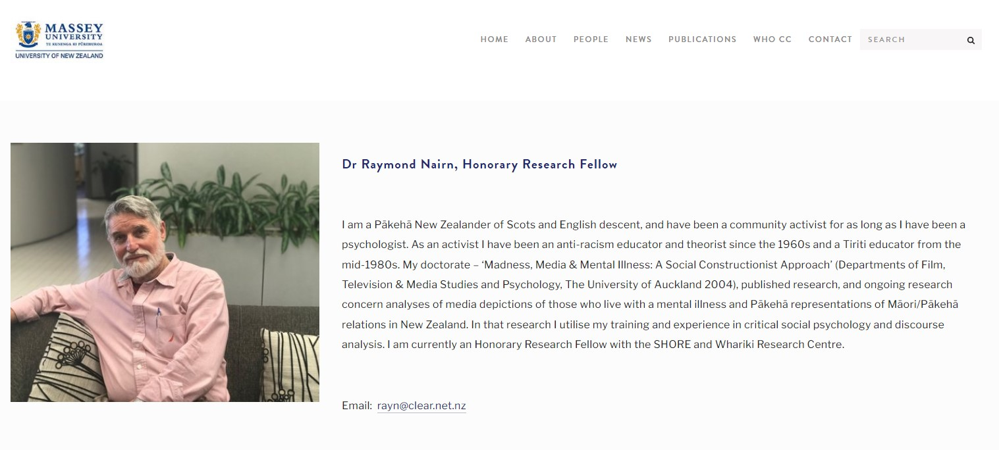 MASSEY
UNIVERSITY
TE KUNENGA KI PŪREHUROA
UNIVERSITY OF NEW ZEALAND
HOME ABOUT PEOPLE NEWS PUBLICATIONS WHO CC CONTACT SEARCH
Dr Raymond Nairn, Honorary Research Fellow
I am a Pākehā New Zealander of Scots and English descent, and have been a community activist for as long as I have been a
psychologist. As an activist I have been an anti-racism educator and theorist since the 1960s and a Tiriti educator from the
mid-1980s. My doctorate – ‘Madness, Media & Mental Illness: A Social Constructionist Approach’ (Departments of Film,
Television & Media Studies and Psychology, The University of Auckland 2004), published research, and ongoing research
concern analyses of media depictions of those who live with a mental illness and Pākehā representations of Māori/Pākehā
relations in New Zealand. In that research I utilise my training and experience in critical social psychology and discourse
analysis. I am currently an Honorary Research Fellow with the SHORE and Whariki Research Centre.
Email: rayn@clear.net.nz